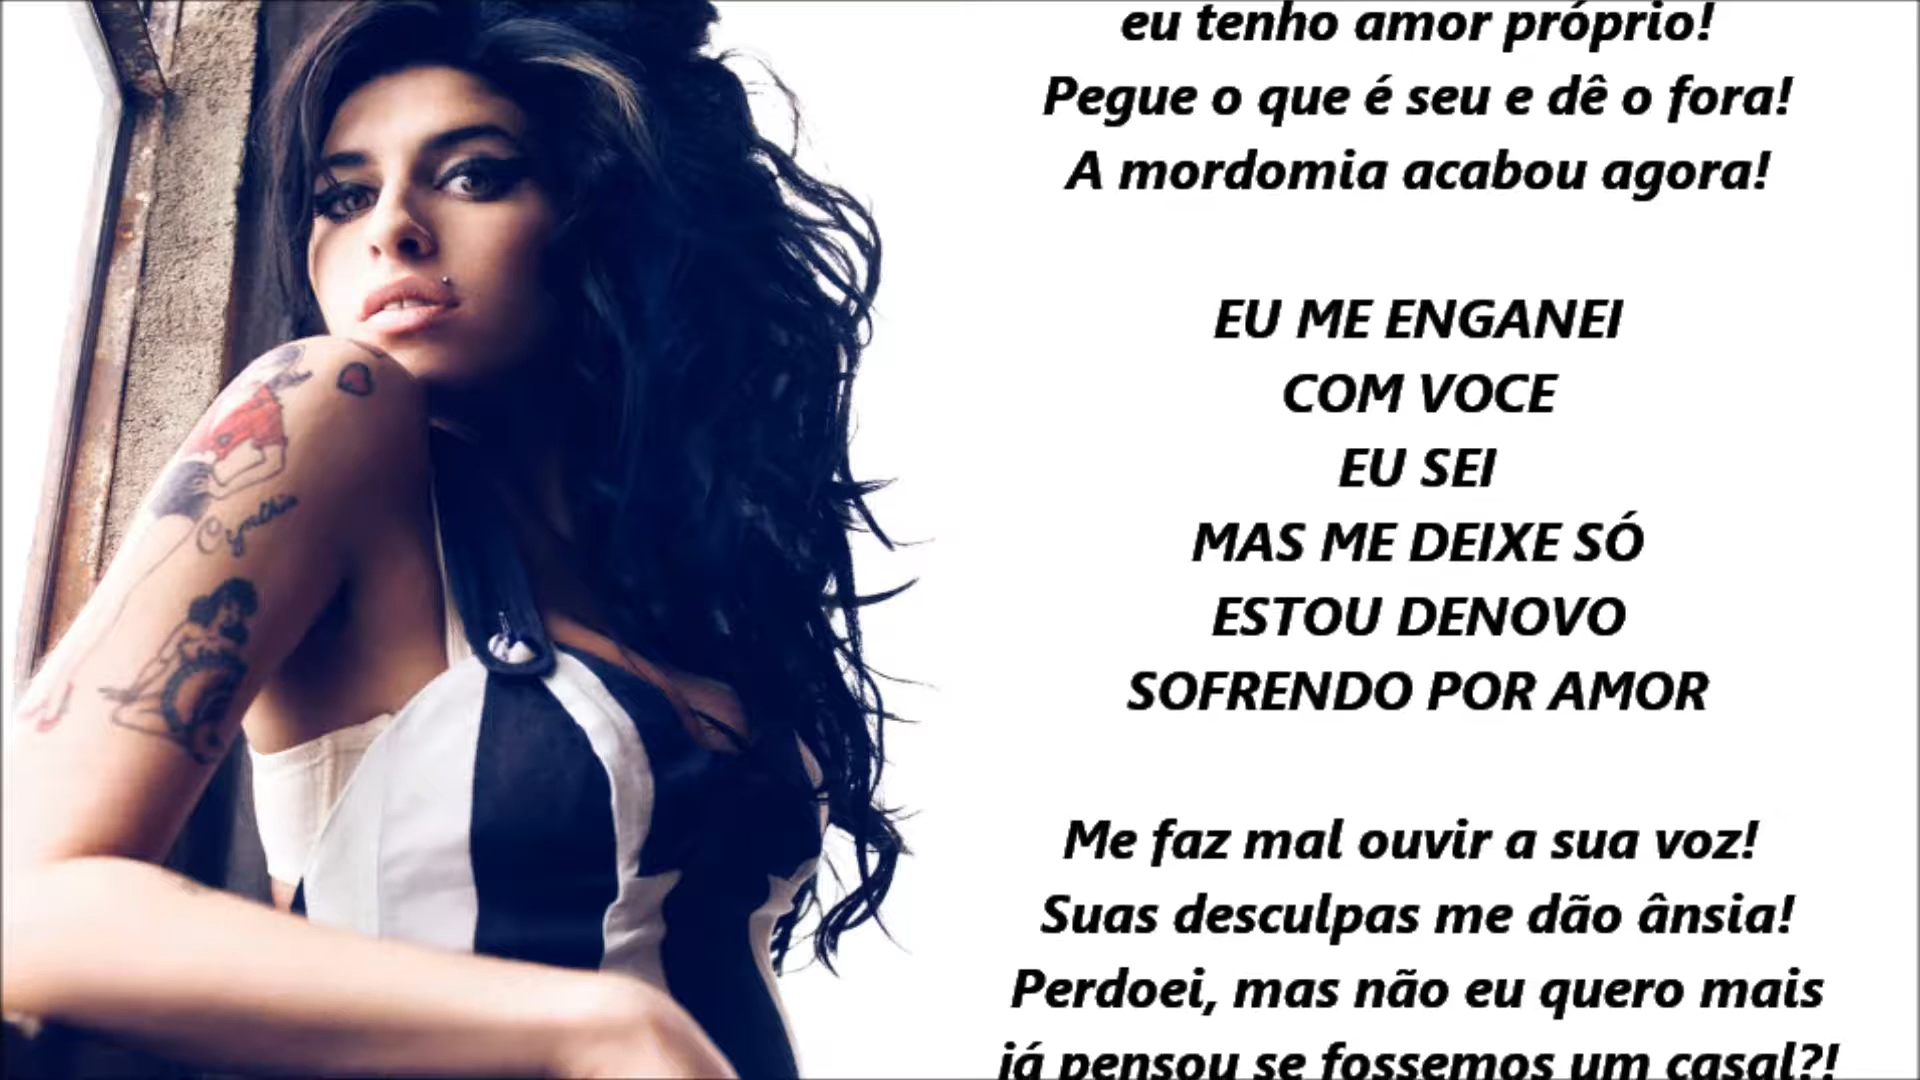 eu tenho amor próprio!
Pegue o que é seu e dê o fora!
A mordomia acabou agora!
EU ME ENGANEI
COM VOCE
EU SEI
MAS ME DEIXE SÓ
ESTOU DENOVO
SOFRENDO POR AMOR
Me faz mal ouvir a sua voz!
Suas desculpas me dão ânsia!
Perdoei, mas não eu quero mais
já pensou se fossemos um casal?!
Cynthia